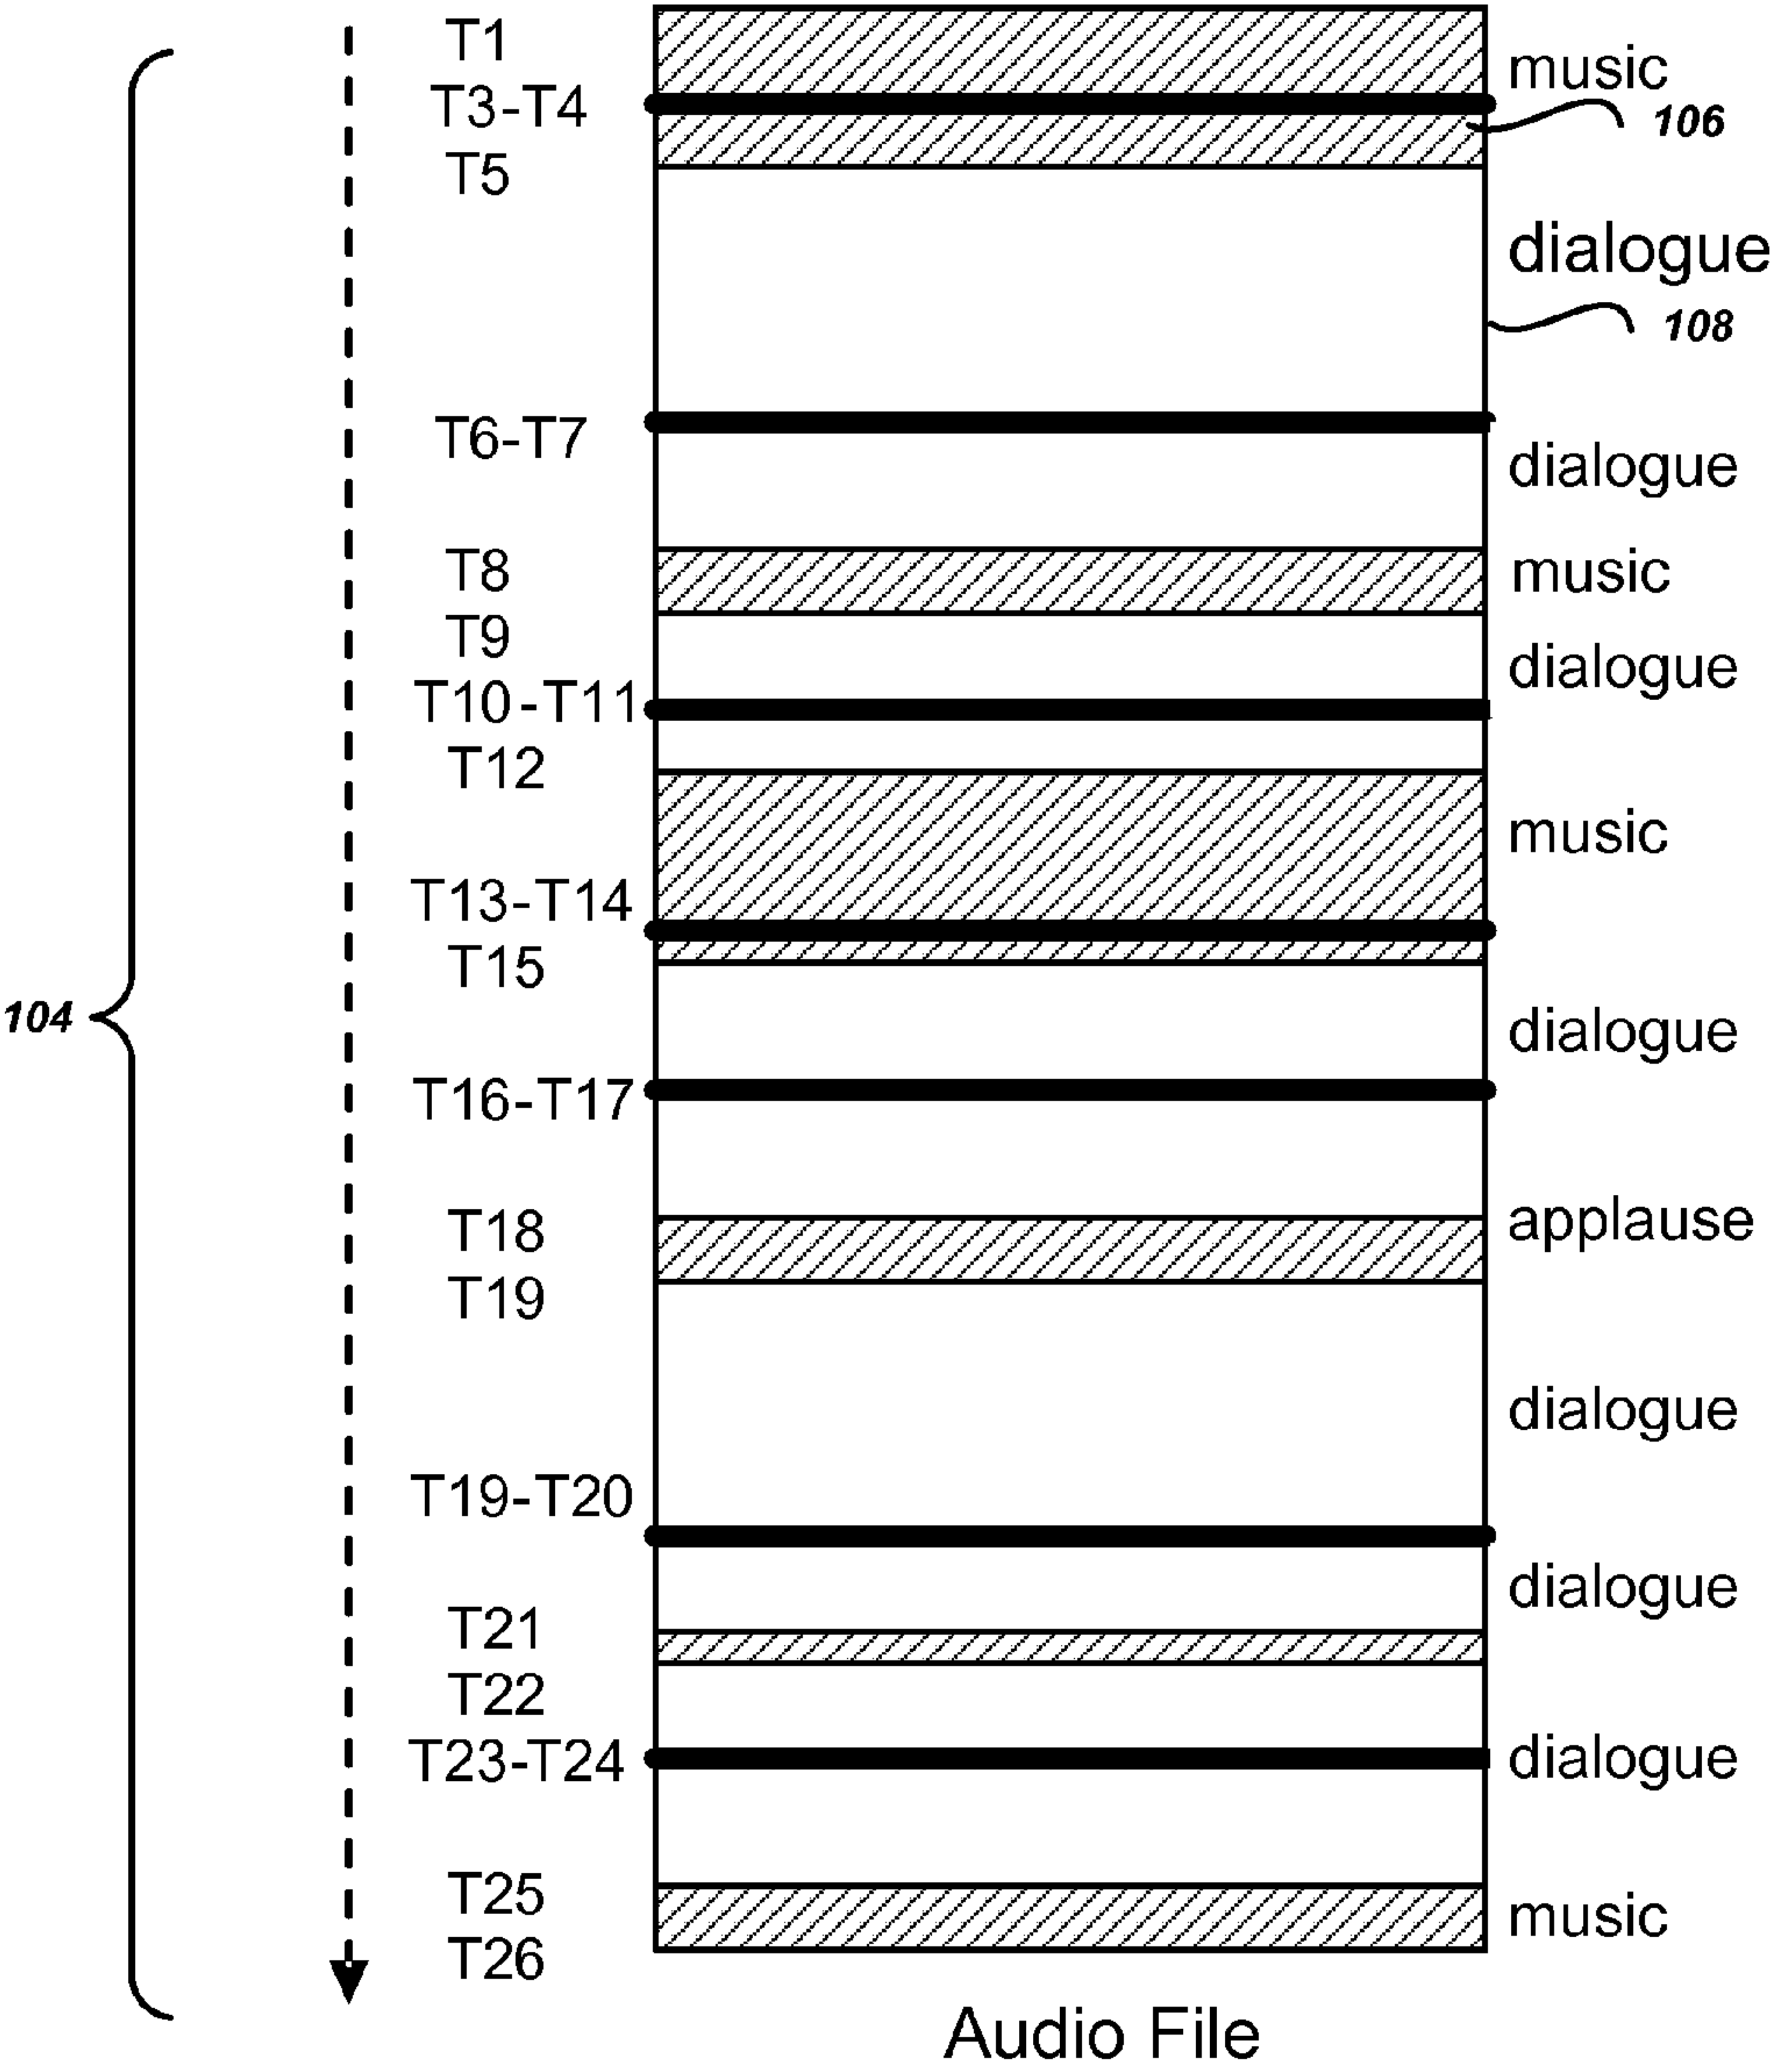 T1
music
T3-T4
106
T5
dialogue
108
T6-T7
dialogue
T8
music
T9
dialogue
T10-T11
T12
music
T13-T14
T15
104
dialogue
T16-T17
applause
T18
T19
dialogue
T19-T20
dialogue
T21
T22
T23-T24
dialogue
T25
music
T26
Audio File